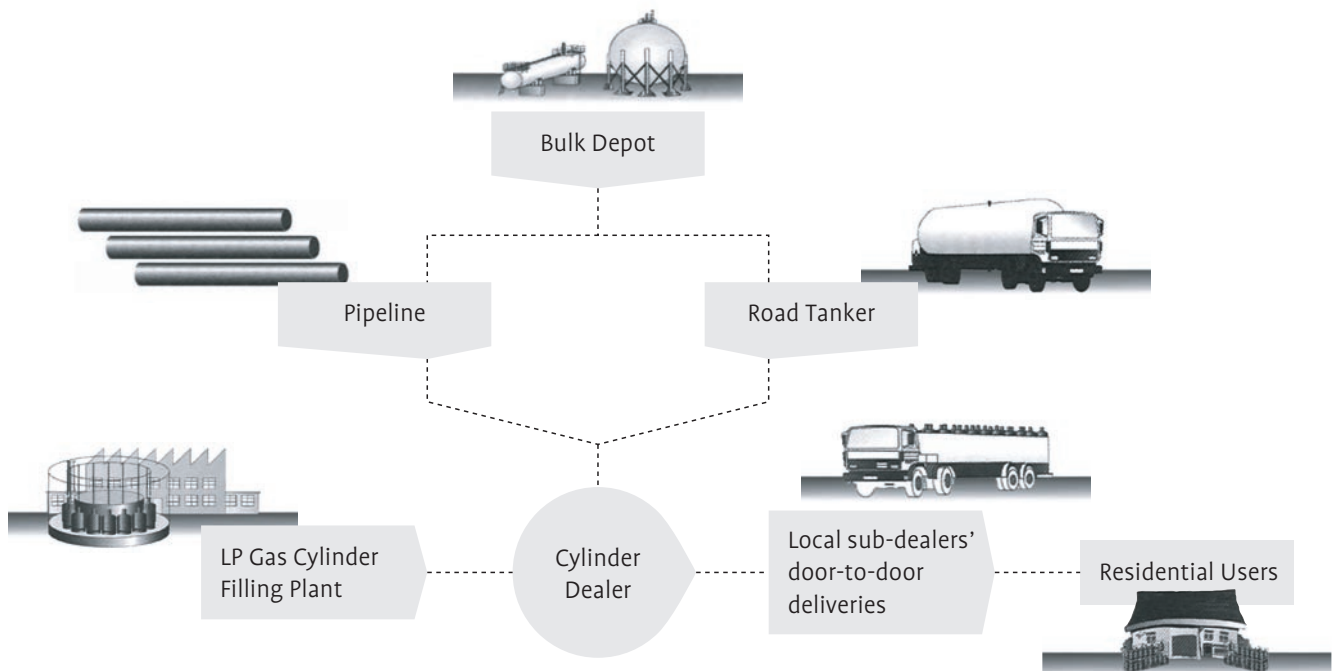 Bulk Depot
Pipeline
Road Tanker
LP Gas Cylinder
Filling Plant
Cylinder
Dealer
Local sub-dealers’
door-to-door
deliveries
Residential Users